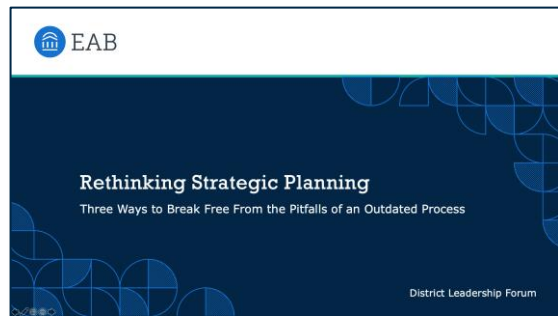 EAB
Rethinking Strategic Planning
Three Ways to Break Free From the Pitfalls of an Outdated Process
District Leadership Forum